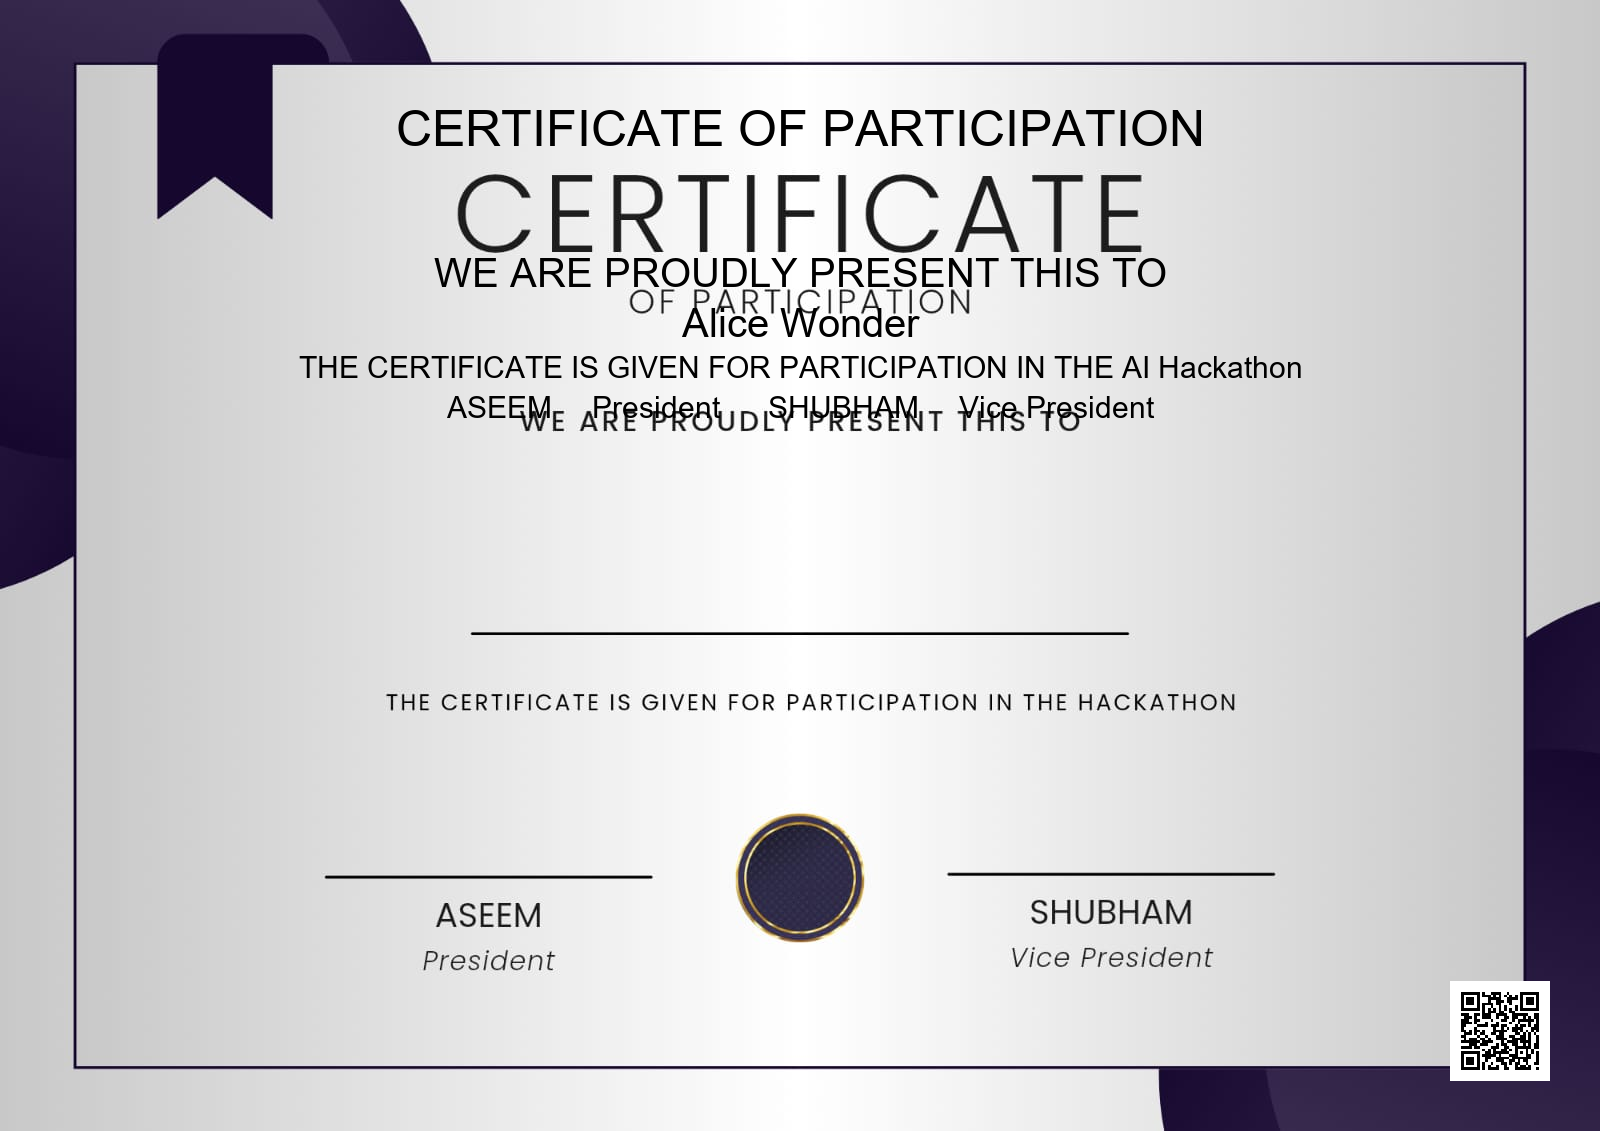 CERTIFICATE OF PARTICIPATION
CERTIFICATE
WE ARE PROUDLY PRESENT THIS TO
OF PARTICIPATION
Alice Wonder
THE CERTIFICATE IS GIVEN FOR PARTICIPATION IN THE AI Hackathon
ASEEM President SHUBHAM Vice President
WE ARE PROUDLY PRESENT THIS TO
THE CERTIFICATE IS GIVEN FOR PARTICIPATION IN THE HACKATHON
ASEEM
President
SHUBHAM
Vice President